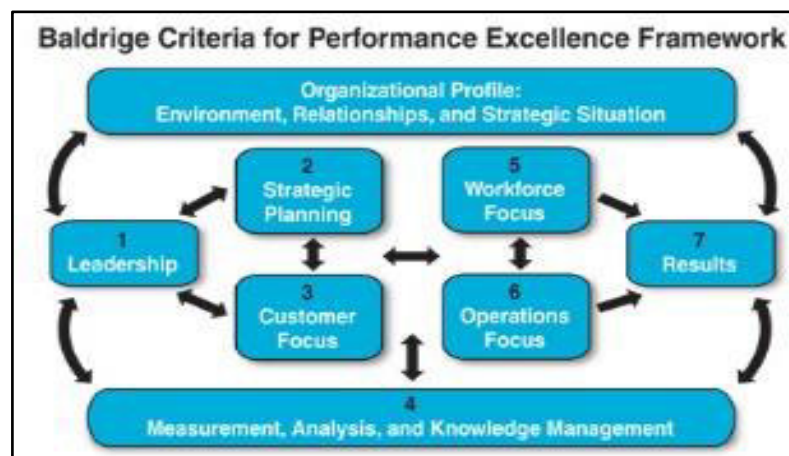 Baldrige Criteria for Performance Excellence Framework
Organizational Profile:
Environment, Relationships, and Strategic Situation
2
Strategic
Planning
5
Workforce
Focus
1
Leadership
7
Results
3
Customer
Focus
6
Operations
Focus
4
Measurement, Analysis, and Knowledge Management